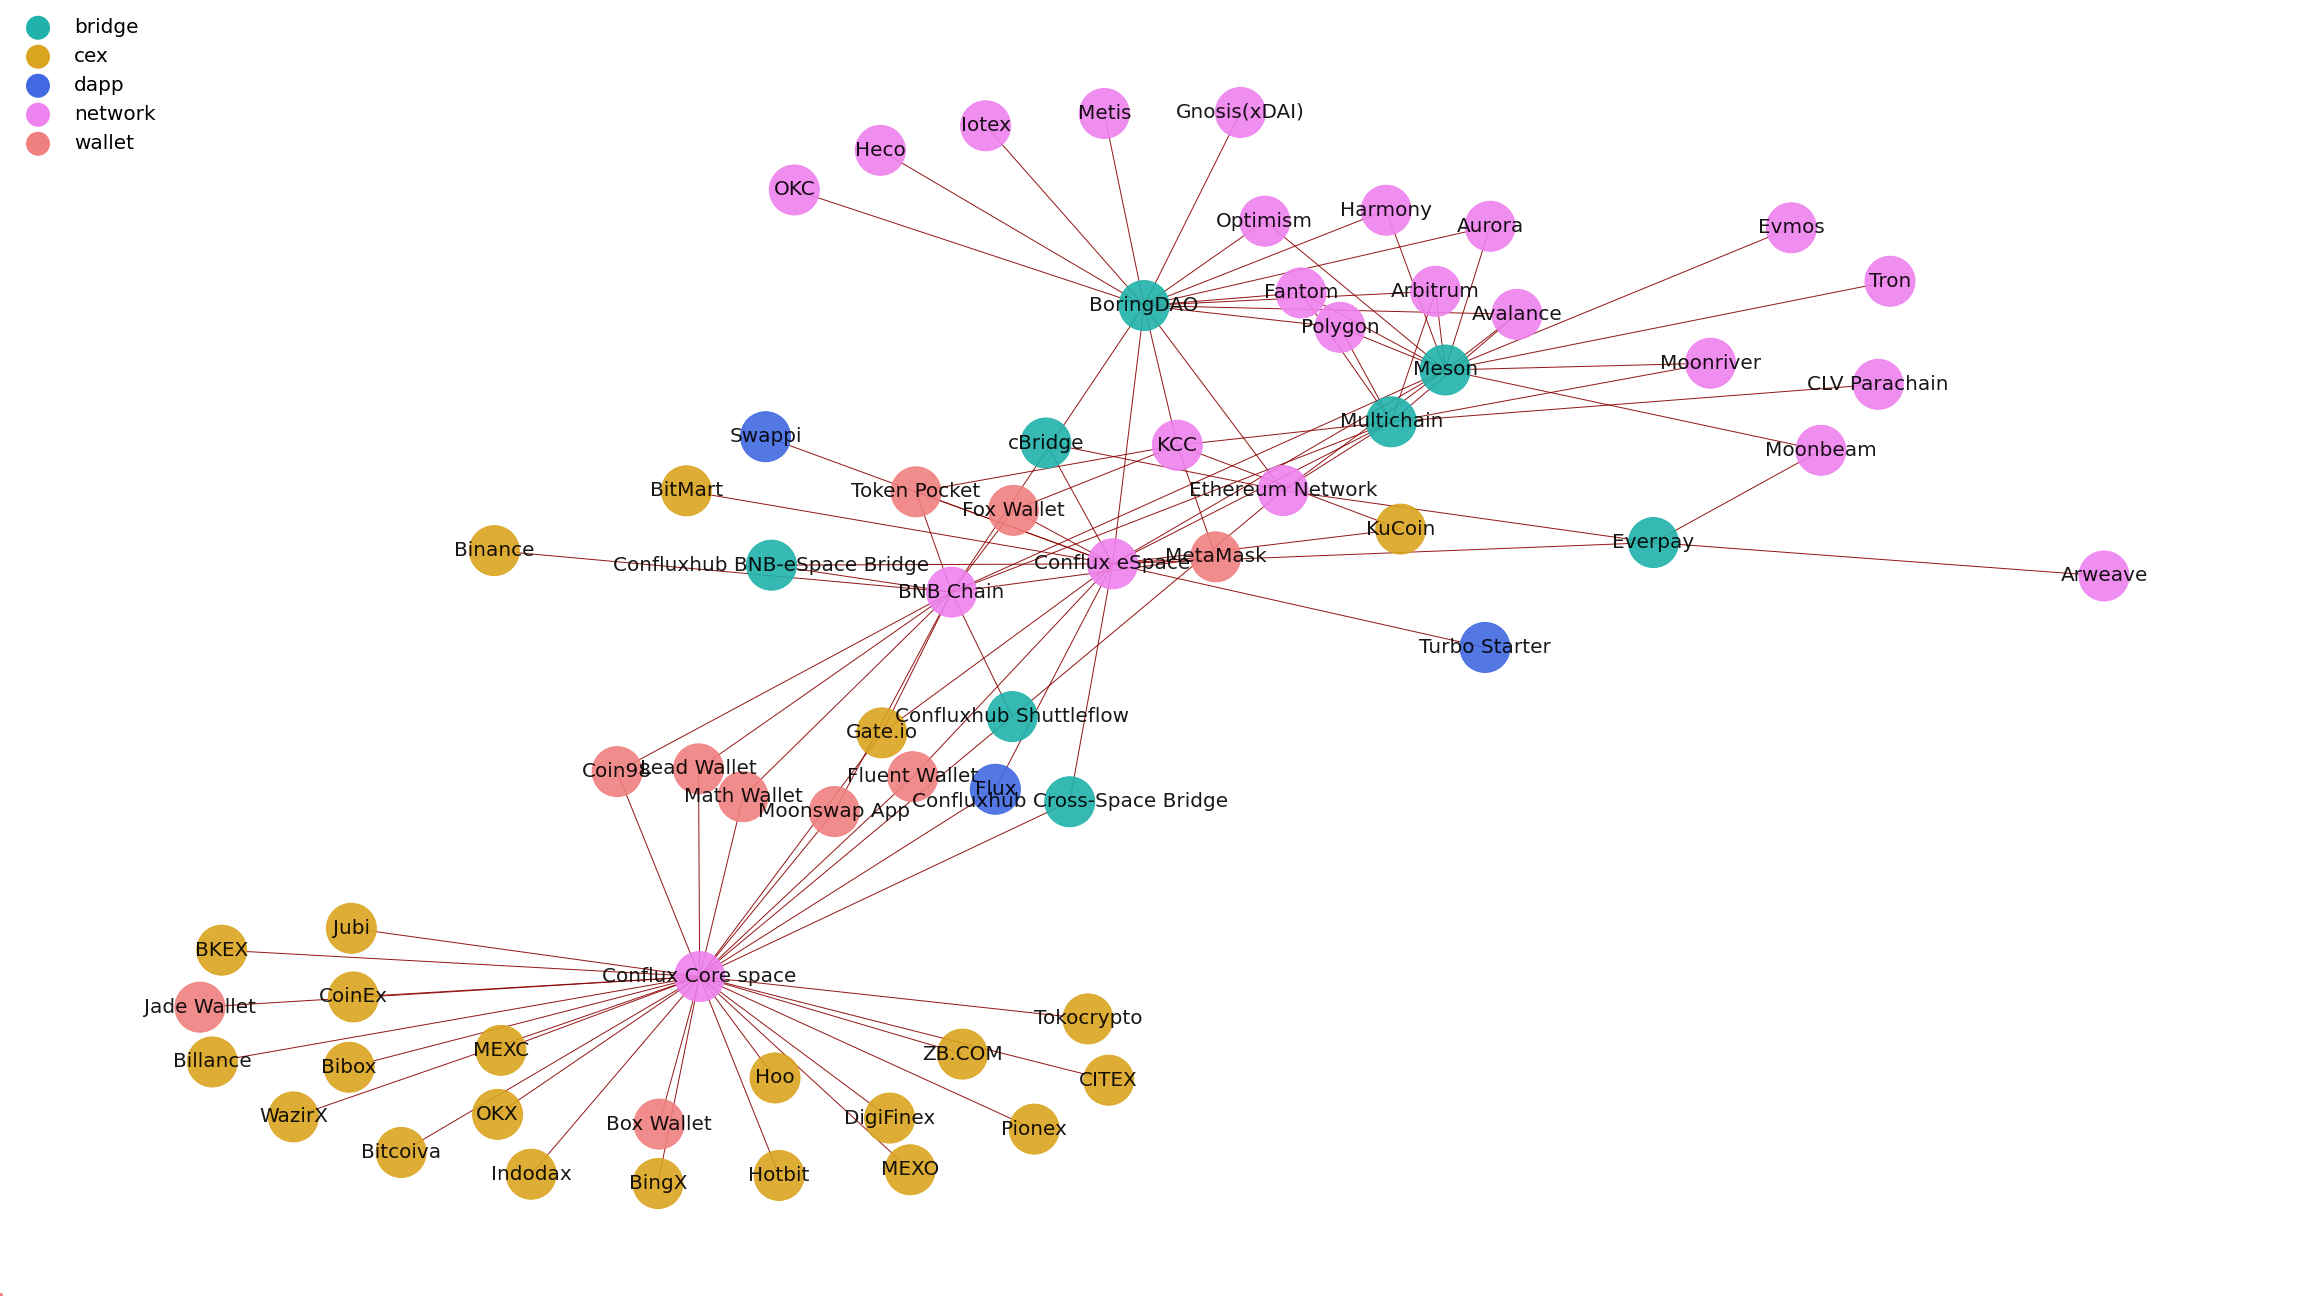 bridge
cex
dapp
network
wallet
Metis
Gnosis(xDAI)
Iotex
Heco
OKC
Optimism
Harmony
Aurora
Evmos
Tron
Fantom
Arbitrum
BoringDAO
Avalance
Polygon
Meson
Moonriver
CLV Parachain
Multichain
Swappi
cBridge
KCC
Moonbeam
BitMart
Token Pocket
Ethereum Network
Fox Wallet
KuCoin
Everpay
Binance
Confluxhub BNB-eSpace Bridge
Conflux eSpace
MetaMask
Arweave
BNB Chain
Turbo Starter
Confluxhub Shuttleflow
Gate.io
Coin98
Lead Wallet
Fluent Wallet
Flux
Math Wallet
Confluxhub Cross-Space Bridge
Moonswap App
Jubi
BKEX
Conflux Core space
CoinEx
Jade Wallet
Tokocrypto
MEXC
ZB.COM
Billance
Bibox
Hoo
CITEX
WazirX
OKX
Box Wallet
DigiFinex
Pionex
Bitcoiva
Indodax
BingX
Hotbit
MEXO